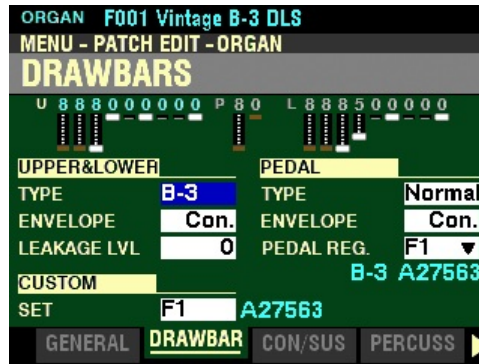 ORGAN F001 Vintage B-3 DLS
MENU - PATCH EDIT - ORGAN
DRAWBARS
U 888000000 P 80 L 888500000
UPPER&LOWER PEDAL
TYPE B-3 TYPE Normal
ENVELOPE Con. ENVELOPE Con.
LEAKAGE LVL 0 PEDAL REG. F1 ▼
B-3 A27563
CUSTOM
SET F1 A27563
GENERAL DRAWBAR CON/SUS PERCUSS